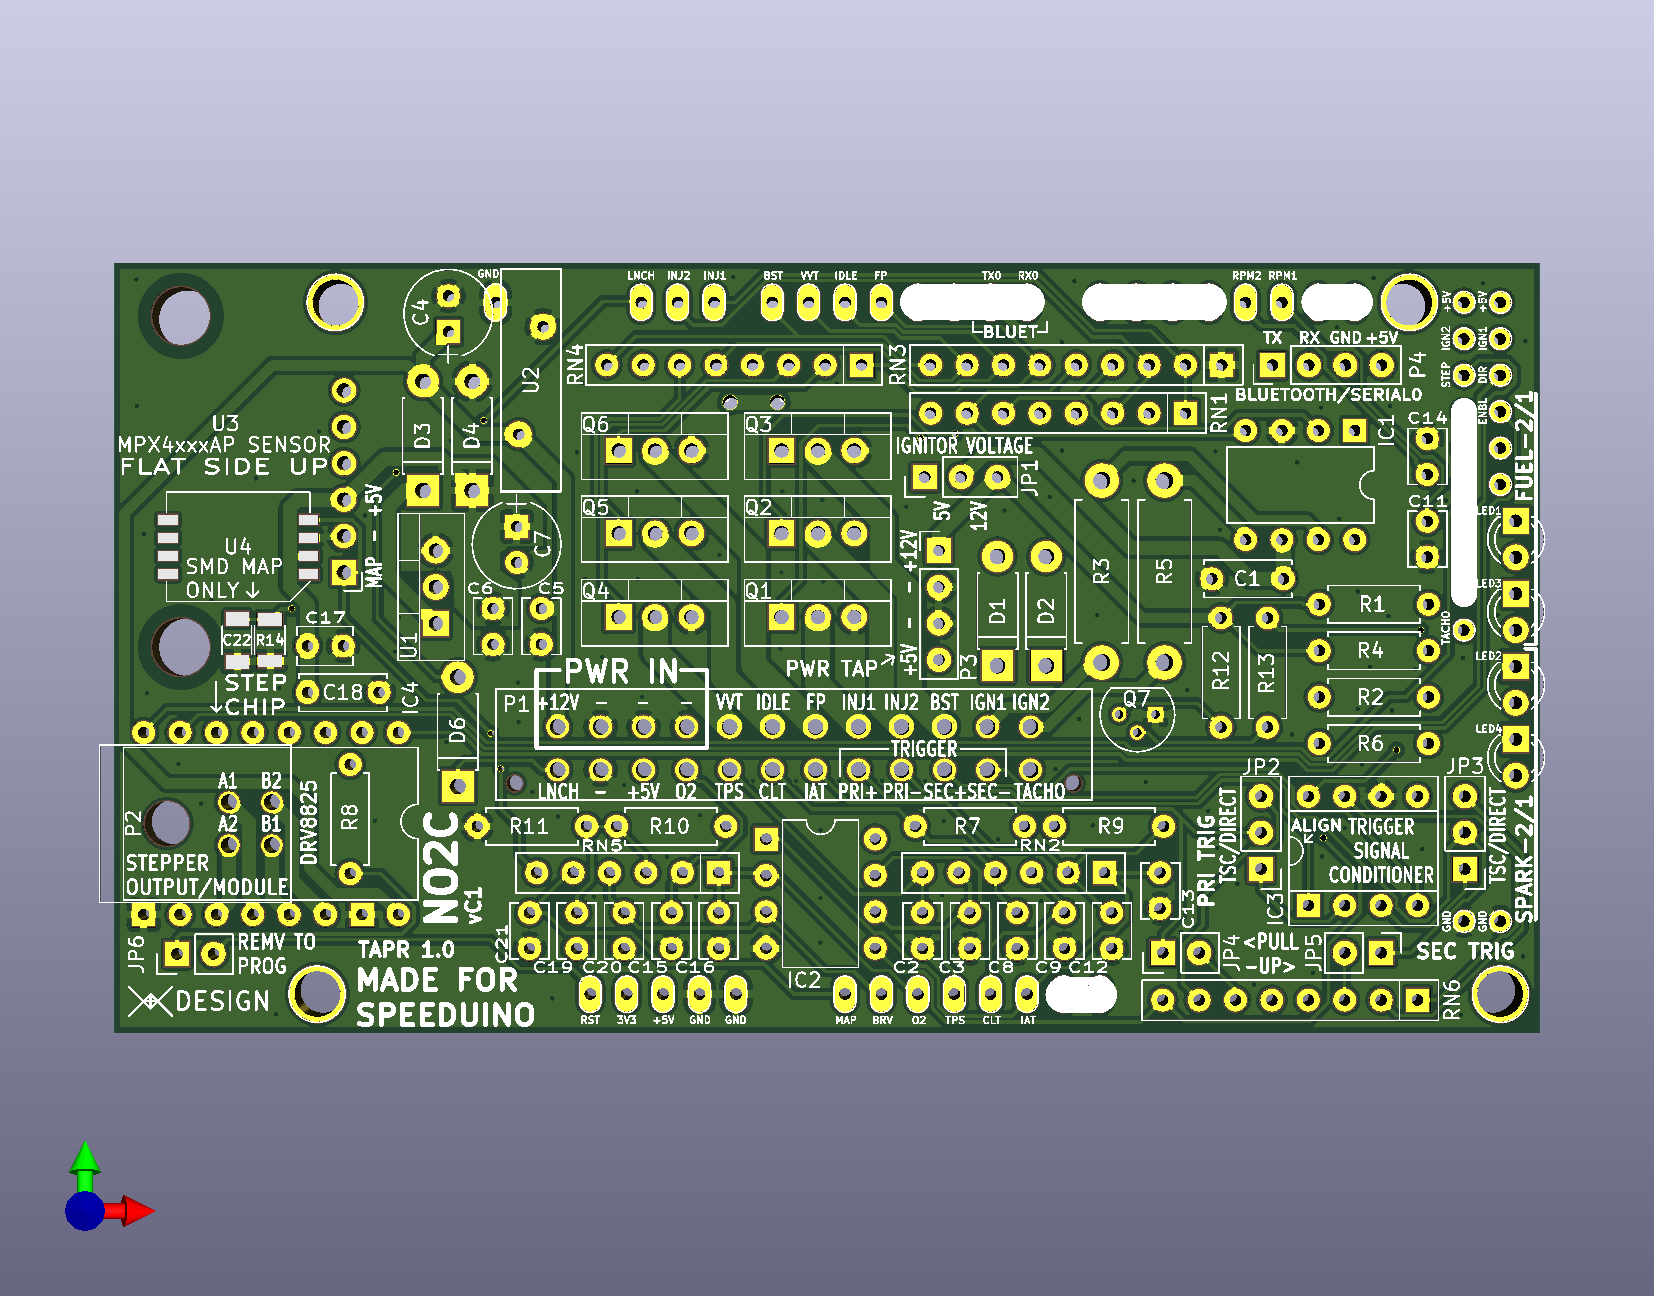 GND
LNCH INJ2 INJ1
BST VVT IDLE FP
TX0 RX0
RPM2 RPM1
+5V +5V
BLUET
C4
U2
RN4
RN3
TX RX GND +5V
P4
IGN2 IGN1
STEP DIR
BLUETOOTH/SERIAL0
ENBL
FUEL-2/1
U3
MPX4xxxAP SENSOR
FLAT SIDE UP
D3
D4
Q6
Q3
RN1
IC1
C14
IGNITOR VOLTAGE
JP1
5V
12V
MAP - +5V
U4
SMD MAP
ONLY
C7
Q5
Q2
+5V - - +12V
R3
R5
C11
LED1
C1
LED3
C22
R14
C17
U1
C6
C5
Q4
Q1
D1
D2
R1
TACHO
R12
R13
R4
LED2
STEP
CHIP
C18
IC4
PWR IN
PWR TAP
P3
R2
P1
+12V - - - VVT IDLE FP INJ1 INJ2 BST IGN1 IGN2
Q7
D6
R6
LED4
TRIGGER
LNCH - +5V O2 TPS CLT IAT PRI+ PRI- SEC+ SEC- TACHO
JP2
JP3
A1 B2
A2 B1
P2
DRV8825
R8
STEPPER
OUTPUT/MODULE
R11
R10
R7
R9
RN5
RN2
PRI TRIG
TSC/DIRECT
ALIGN TRIGGER
SIGNAL
CONDITIONER
TSC/DIRECT
SPARK-2/1
NO2C
vC1
IC3
C13
C21
C19 C20 C15 C16
IC2
C2 C3 C8 C9 C12
JP6
REMV TO
PROG
TAPR 1.0
MADE FOR
SPEEDUINO
DESIGN
JP4
<PULL
-UP>
JP5
GND GND
SEC TRIG
RN6
RST 3V3 +5V GND GND
MAP BRV O2 TPS CLT IAT